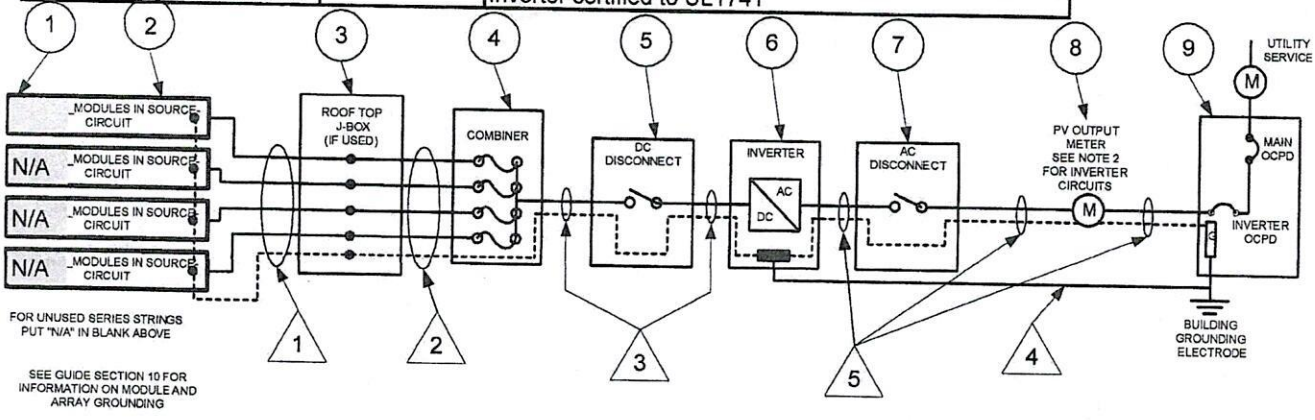 Inverter certified to UL1741
1
2
3
4
5
6
7
8
9
UTILITY
SERVICE
M
_MODULES IN SOURCE
CIRCUIT
N/A _MODULES IN SOURCE
CIRCUIT
N/A _MODULES IN SOURCE
CIRCUIT
N/A _MODULES IN SOURCE
CIRCUIT
ROOF TOP
J-BOX
(IF USED)
COMBINER
DC
DISCONNECT
INVERTER
AC
DC
AC
DISCONNECT
PV OUTPUT
METER
SEE NOTE 2
FOR INVERTER
CIRCUITS
M
MAIN
OCPD
INVERTER
OCPD
BUILDING
GROUNDING
ELECTRODE
FOR UNUSED SERIES STRINGS
PUT "N/A" IN BLANK ABOVE
1
2
3
5
4
SEE GUIDE SECTION 10 FOR
INFORMATION ON MODULE AND
ARRAY GROUNDING